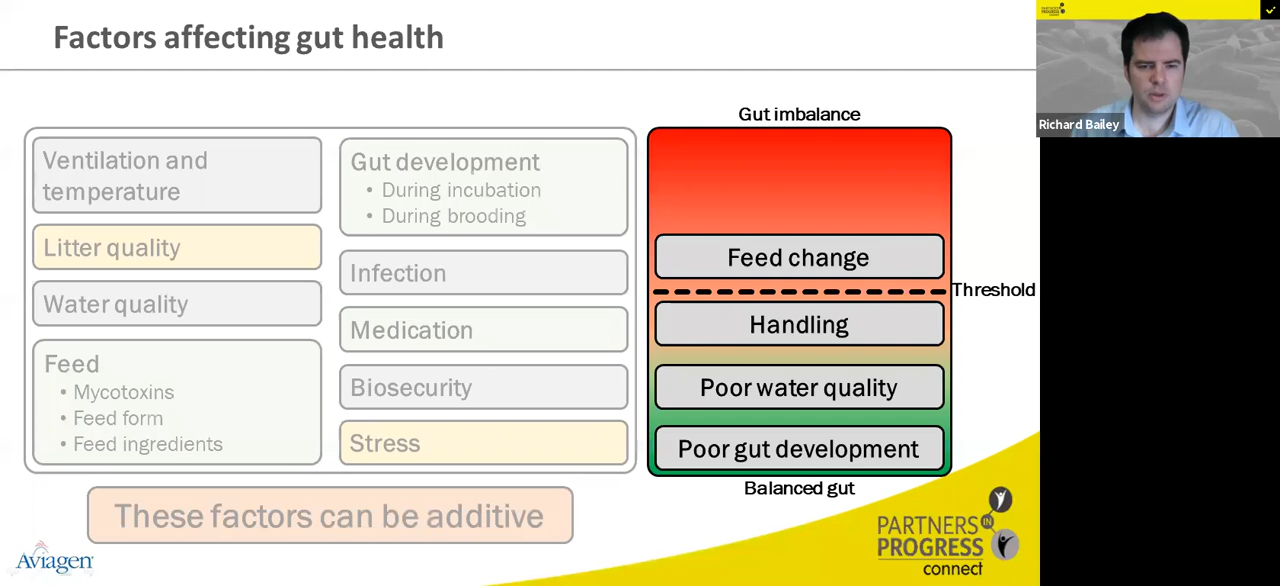 Factors affecting gut health
Ventilation and
temperature
Litter quality
Water quality
Feed
• Mycotoxins
• Feed form
• Feed ingredients
Gut development
• During incubation
• During brooding
Infection
Medication
Biosecurity
Stress
These factors can be additive
Gut imbalance
Feed change
Threshold
Handling
Poor water quality
Poor gut development
Balanced gut
Aviagen
PARTNERS
IN
PROGRESS
connect
Richard Bailey